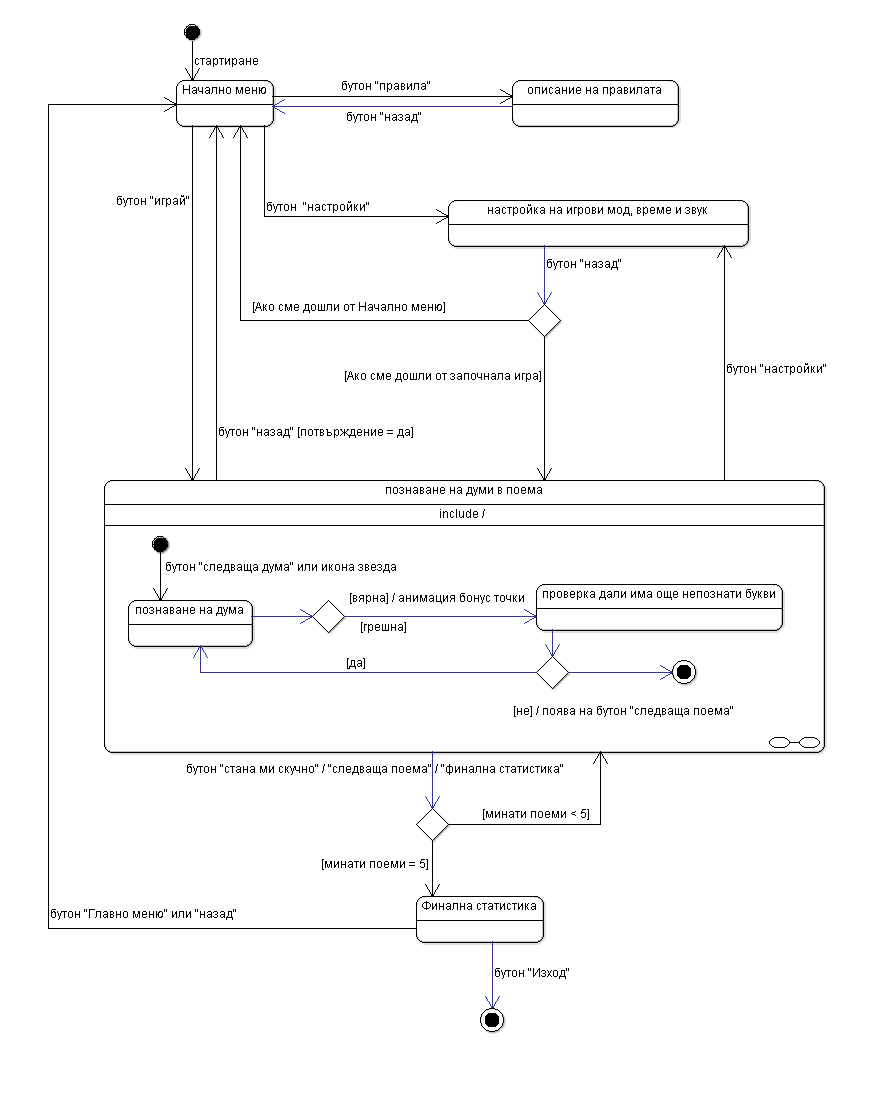 стартиране
Начално меню
бутон "правила"
описание на правилата
бутон "назад"
бутон "играй"
бутон "настройки"
настройка на игрови мод, време и звук
бутон "назад"
[Ако сме дошли от Начално меню]
[Ако сме дошли от започнала игра]
бутон "настройки"
бутон "назад" [потвърждение = да]
познаване на думи в поема
include /
бутон "следваща дума" или икона звезда
познаване на дума
[вярна] / анимация бонус точки
[грешна]
проверка дали има още непознати букви
[да]
[не] / поява на бутон "следваща поема"
бутон "стана ми скучно" / "следваща поема" / "финална статистика"
[минати поеми < 5]
[минати поеми = 5]
Финална статистика
бутон "Главно меню" или "назад"
бутон "Изход"